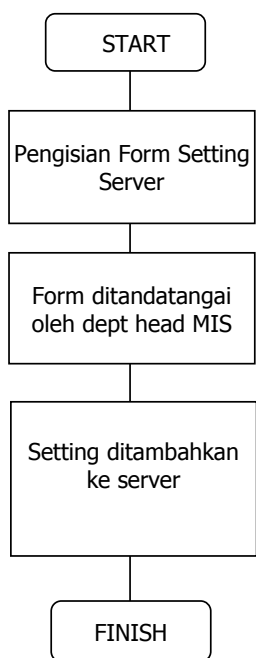 START
Pengisian Form Setting
Server
Form ditandatangai
oleh dept head MIS
Setting ditambahkan
ke server
FINISH